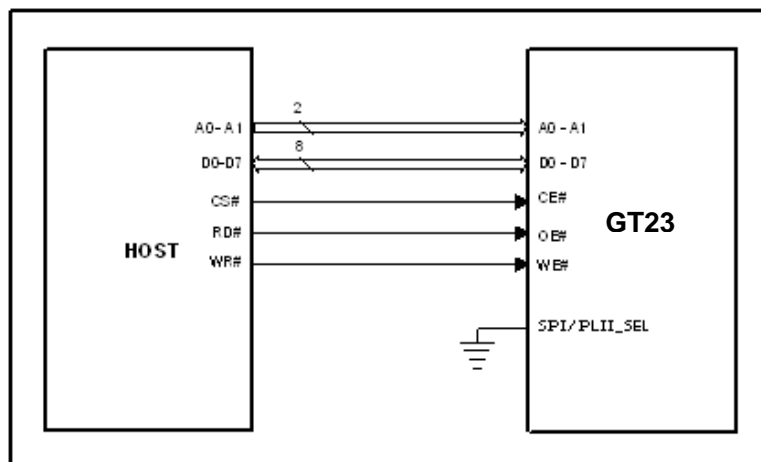 2
A0-A1
A0-A1
8
D0-D7
D0-D7
CS#
CE#
GT23
RD#
OE#
HOST
WR#
WE#
SPI/PLII_SEL